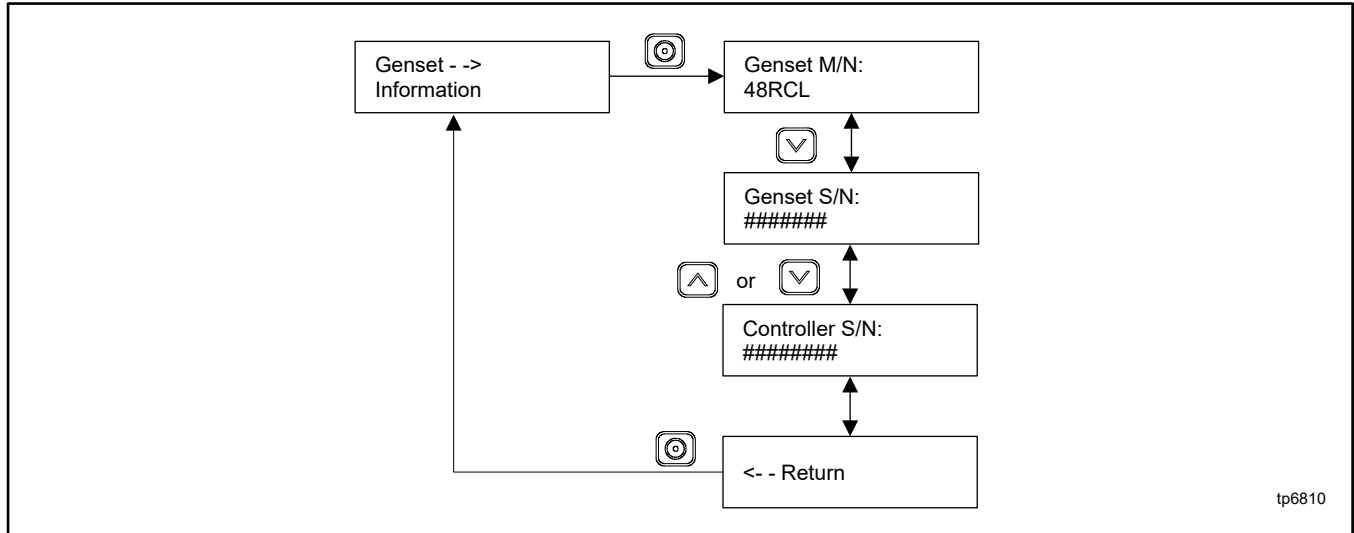 Genset - ->
Information
Genset M/N:
48RCL
Genset S/N:
#######
or
Controller S/N:
########
<- - Return
tp6810